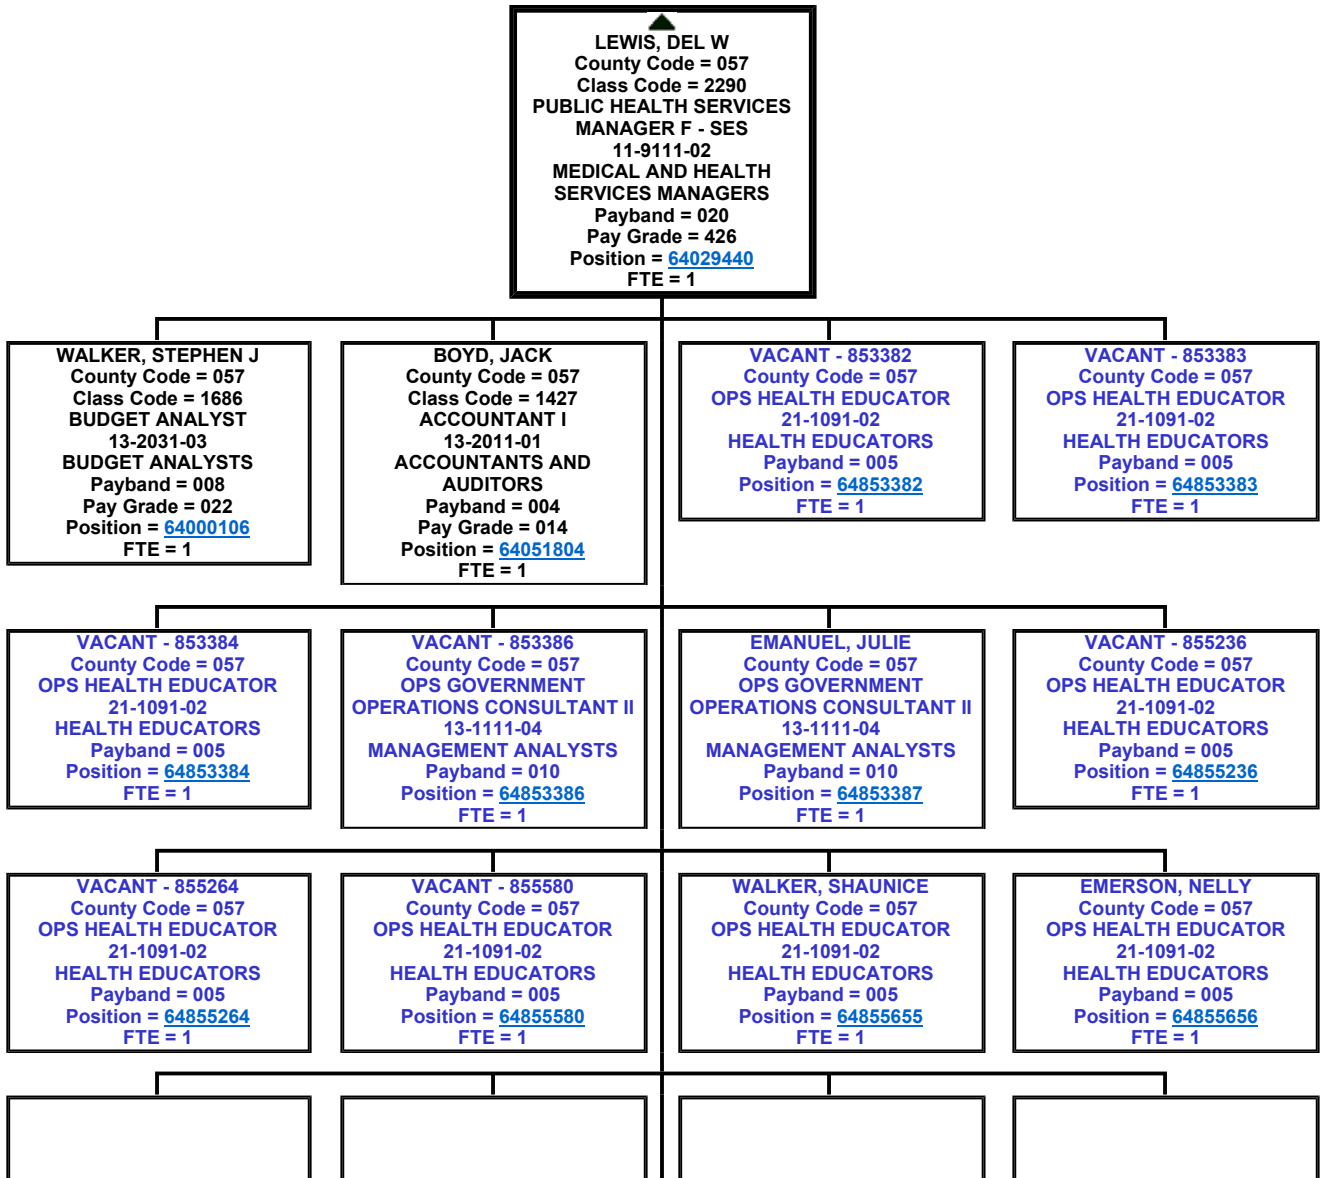 LEWIS, DEL W
County Code = 057
Class Code = 2290
PUBLIC HEALTH SERVICES
MANAGER F - SES
11-9111-02
MEDICAL AND HEALTH
SERVICES MANAGERS
Payband = 020
Pay Grade = 426
Position = 64029440
FTE = 1
WALKER, STEPHEN J
County Code = 057
Class Code = 1686
BUDGET ANALYST
13-2031-03
BUDGET ANALYSTS
Payband = 008
Pay Grade = 022
Position = 64000106
FTE = 1
BOYD, JACK
County Code = 057
Class Code = 1427
ACCOUNTANT I
13-2011-01
ACCOUNTANTS AND
AUDITORS
Payband = 004
Pay Grade = 014
Position = 64051804
FTE = 1
VACANT - 853382
County Code = 057
OPS HEALTH EDUCATOR
21-1091-02
HEALTH EDUCATORS
Payband = 005
Position = 64853382
FTE = 1
VACANT - 853383
County Code = 057
OPS HEALTH EDUCATOR
21-1091-02
HEALTH EDUCATORS
Payband = 005
Position = 64853383
FTE = 1
VACANT - 853384
County Code = 057
OPS HEALTH EDUCATOR
21-1091-02
HEALTH EDUCATORS
Payband = 005
Position = 64853384
FTE = 1
VACANT - 853386
County Code = 057
OPS GOVERNMENT
OPERATIONS CONSULTANT II
13-1111-04
MANAGEMENT ANALYSTS
Payband = 010
Position = 64853386
FTE = 1
EMANUEL, JULIE
County Code = 057
OPS GOVERNMENT
OPERATIONS CONSULTANT II
13-1111-04
MANAGEMENT ANALYSTS
Payband = 010
Position = 64853387
FTE = 1
VACANT - 855236
County Code = 057
OPS HEALTH EDUCATOR
21-1091-02
HEALTH EDUCATORS
Payband = 005
Position = 64855236
FTE = 1
VACANT - 855264
County Code = 057
OPS HEALTH EDUCATOR
21-1091-02
HEALTH EDUCATORS
Payband = 005
Position = 64855264
FTE = 1
VACANT - 855580
County Code = 057
OPS HEALTH EDUCATOR
21-1091-02
HEALTH EDUCATORS
Payband = 005
Position = 64855580
FTE = 1
WALKER, SHAUNICE
County Code = 057
OPS HEALTH EDUCATOR
21-1091-02
HEALTH EDUCATORS
Payband = 005
Position = 64855655
FTE = 1
EMERSON, NELLY
County Code = 057
OPS HEALTH EDUCATOR
21-1091-02
HEALTH EDUCATORS
Payband = 005
Position = 64855656
FTE = 1